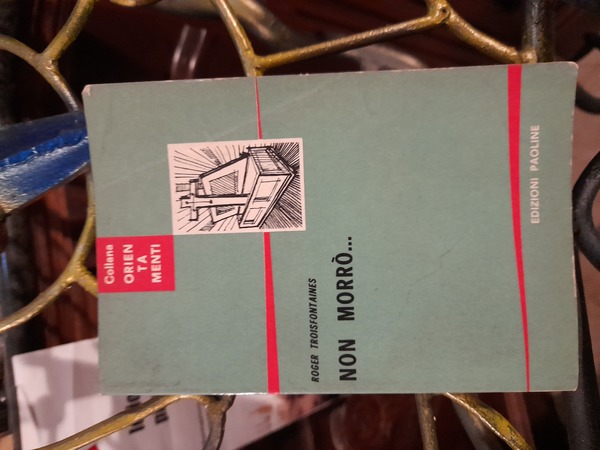 Collana
ORIEN
TA
MENTI
ROGER TROISFONTAINES
NON MORRÒ...
EDIZIONI PAOLINE